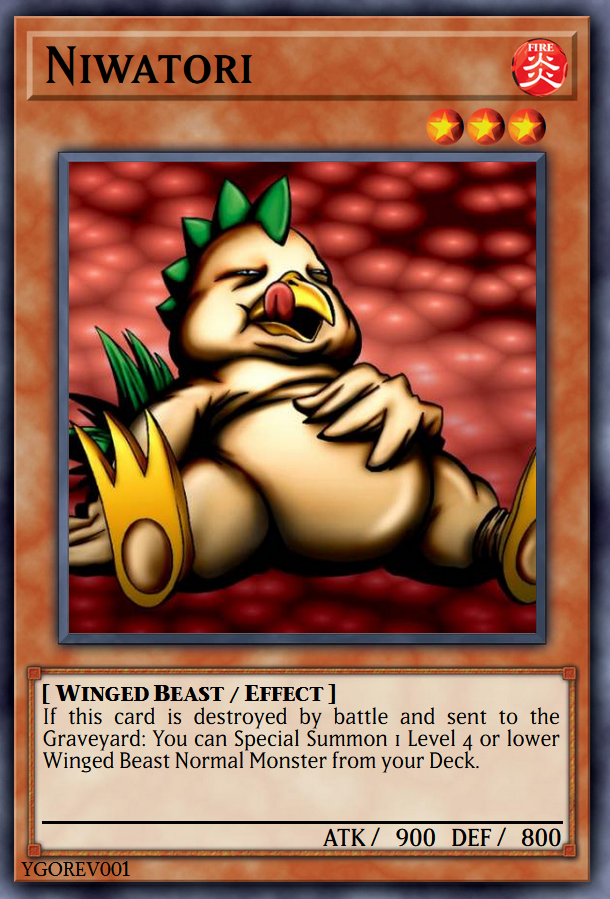 NIWATORI
FIRE
炎
[ WINGED BEAST / EFFECT ]
If this card is destroyed by battle and sent to the
Graveyard: You can Special Summon 1 Level 4 or lower
Winged Beast Normal Monster from your Deck.
ATK / 900 DEF / 800
YGOREV001